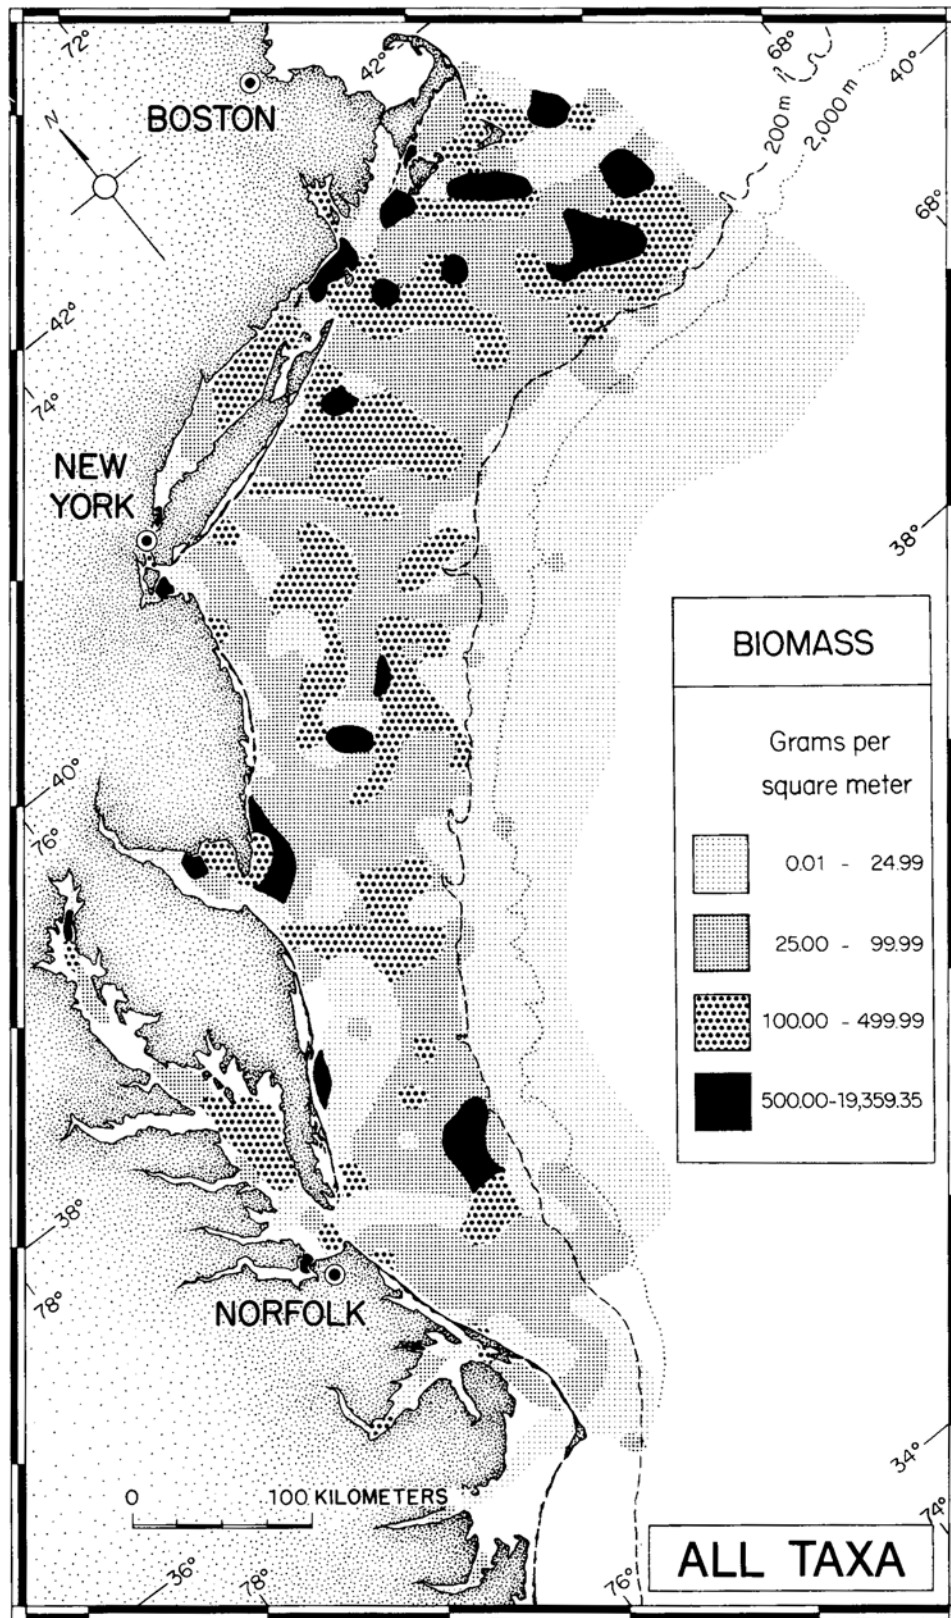 72°
42°
68°
40°
BOSTON
N
200 m
2,000 m
68°
42°
74°
NEW
YORK
38°
BIOMASS
Grams per
square meter
0.01 - 24.99
25.00 - 99.99
100.00 - 499.99
500.00-19,359.35
40°
76°
38°
78°
NORFOLK
34°
74°
0 100 KILOMETERS
ALL TAXA
36°
78°
76°